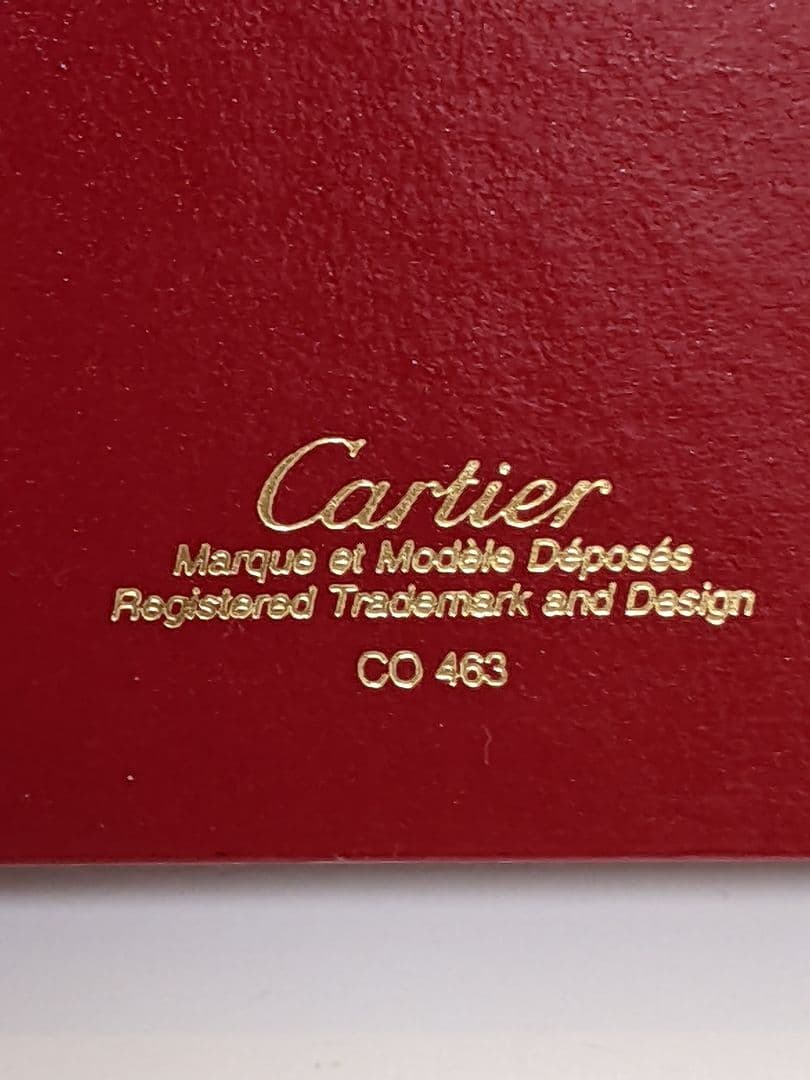 Cartier
Marque et Modèle Déposés
Registered Trademark and Design
CO 463